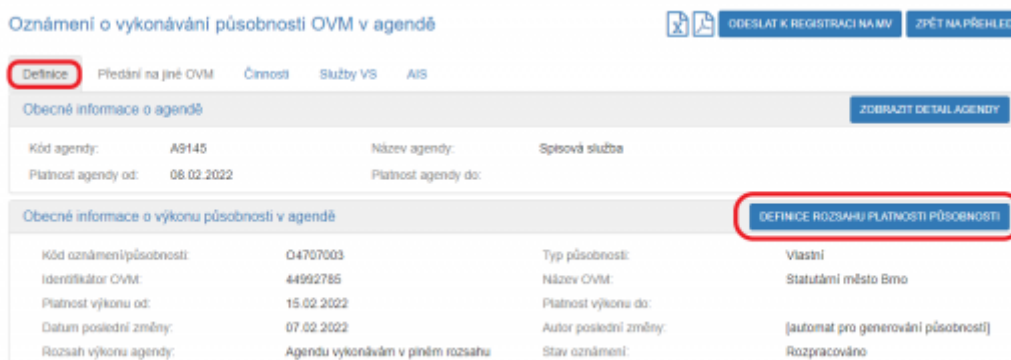 Oznámení o vykonávání působnosti OVM v agendě ODESLAT K REGISTRACI NA MV ZPĚT NA PŘEHLED
Definice Předání na jiné OVM Činnosti Služby VS AIS
Obecné informace o agendě ZOBRAZIT DETAIL AGENDY
Kód agendy: A9145 Název agendy: Spisová služba
Platnost agendy od: 08.02.2022 Platnost agendy do:
Obecné informace o výkonu působnosti v agendě DEFINICE ROZSAHU PLATNOSTI PŮSOBNOSTI
Kód oznámení/působnosti: O4707003 Typ působnosti: Vlastní
Identifikátor OVM: 44992785 Název OVM: Statutární město Brno
Platnost výkonu od: 15.02.2022 Platnost výkonu do:
Datum poslední změny: 07.02.2022 Autor poslední změny: [automat pro generování působností]
Rozsah výkonu agendy: Agendu vykonávám v plném rozsahu Stav oznámení: Rozpracováno